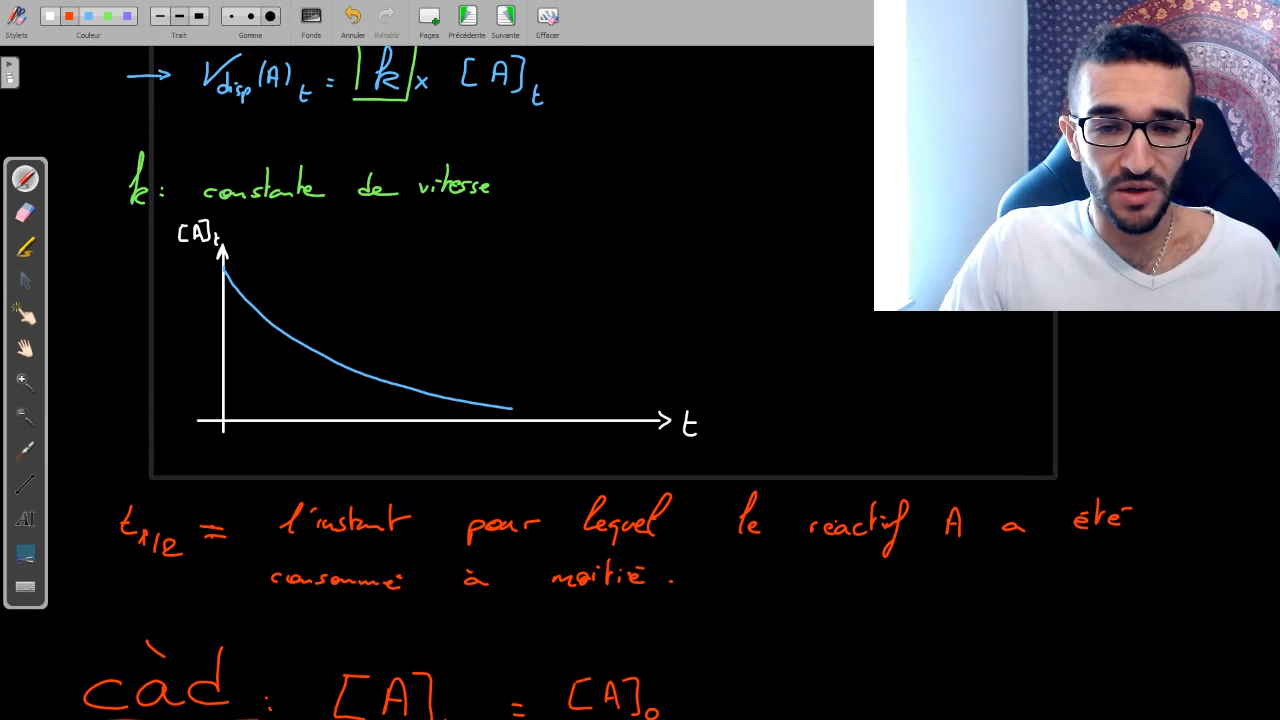 Stylets Couleur Trait Gomme Fonds Annuler Rétablir Pages Précédente Suivante Effacer
→ Vdisp(A)t = k x [A]t
k : constante de vitesse
[A]t
t
t1/2 = l'instant pour lequel le réactif A a été
consommé à moitié .
càd : [A] = [A]0